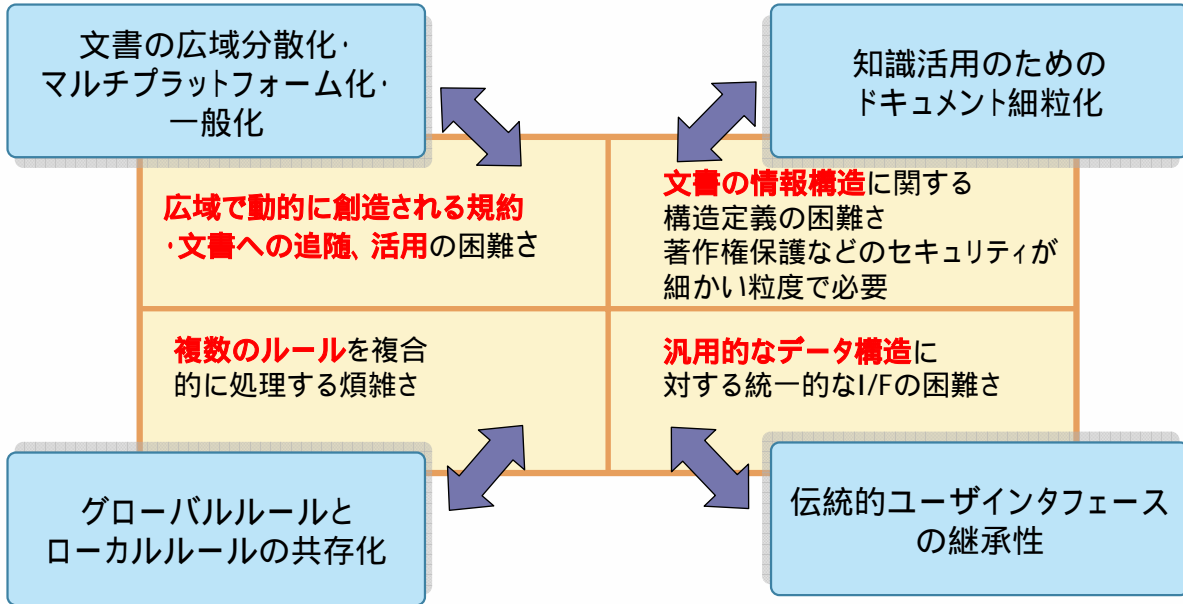 文書の広域分散化・
マルチプラットフォーム化・
一般化
知識活用のための
ドキュメント細粒化
広域で動的に創造される規約
・文書への追随、活用の困難さ
文書の情報構造に関する
構造定義の困難さ
著作権保護などのセキュリティが
細かい粒度で必要
複数のルールを複合
的に処理する煩雑さ
汎用的なデータ構造に
対する統一的なI/Fの困難さ
グローバルルールと
ローカルルールの共存化
伝統的ユーザインタフェース
の継承性